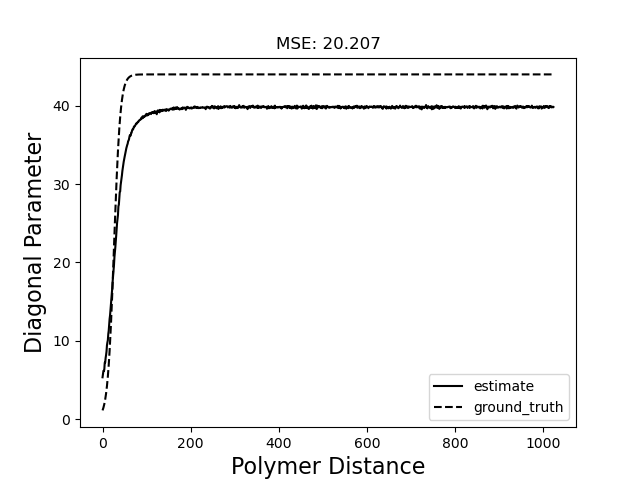 MSE: 20.207
Diagonal Parameter
40
30
20
10
0
estimate
ground_truth
0 200 400 600 800 1000
Polymer Distance